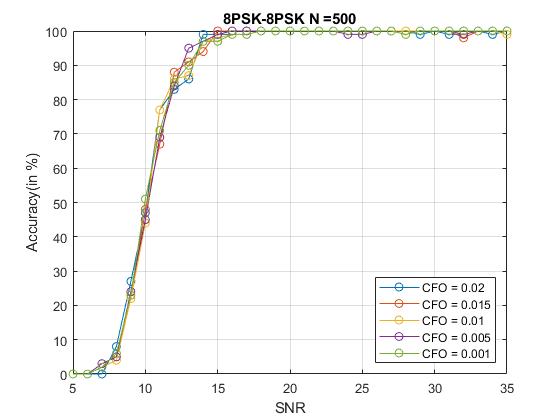 8PSK-8PSK N =500
Accuracy(in %)
100
90
80
70
60
50
40
30
20
10
0
5
10
15
20
25
30
35
SNR
CFO = 0.02
CFO = 0.015
CFO = 0.01
CFO = 0.005
CFO = 0.001